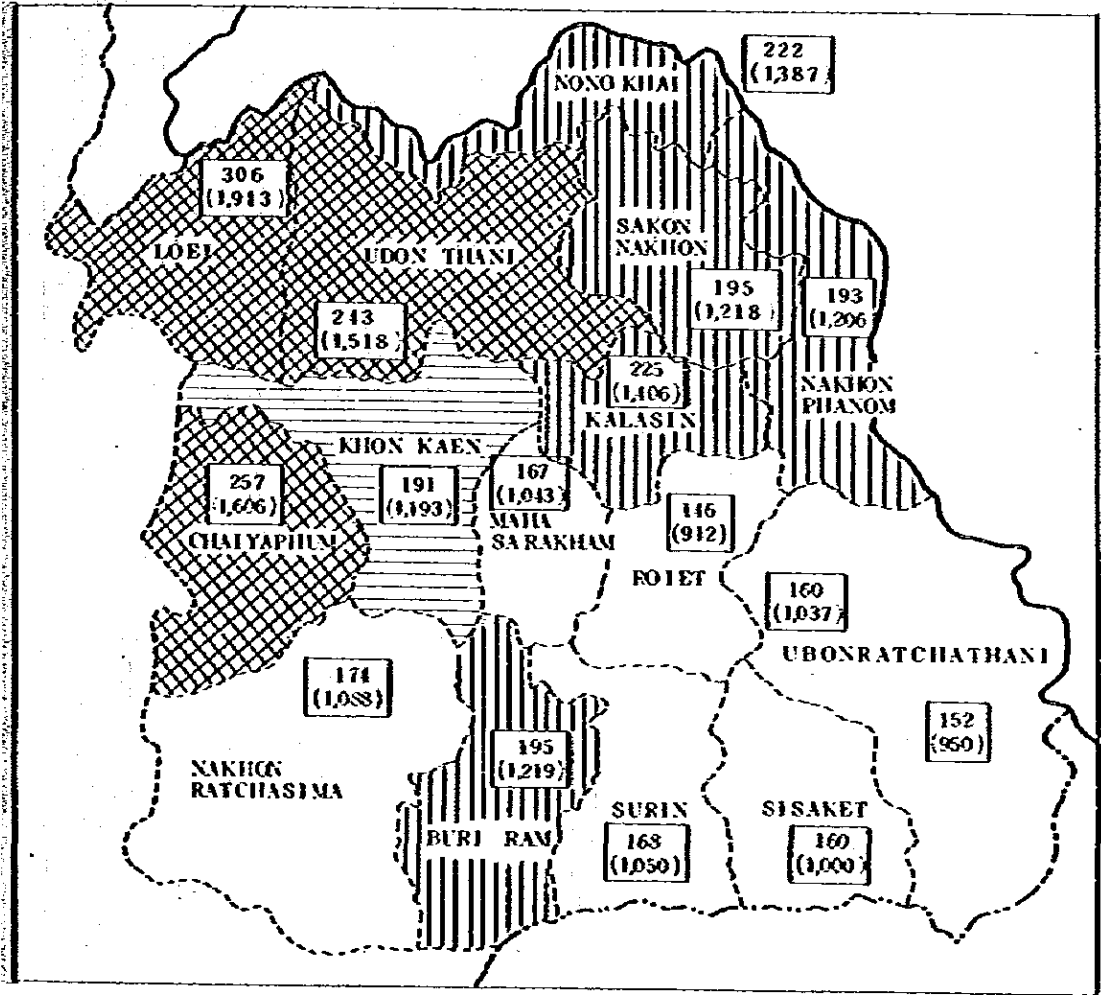 222
(1,387)
NONO KHAI
306
(1,913)
LOEI
UDON THANI
SAKON
NAKHON
243
(1,518)
195
(1,218)
193
(1,206)
225
(1,406)
KALASIN
NAKHON
PHANOM
KHON KAEN
257
(1,606)
CHAIYAPHUM
191
(1,193)
167
(1,043)
MAHA
SARAKHAM
146
(912)
ROIET
160
(1,037)
UBONRATCHATHANI
174
(1,088)
152
(950)
195
(1,219)
NAKHON
RATCHASIMA
BURI RAM
SURIN
168
(1,050)
SISAKET
160
(1,000)